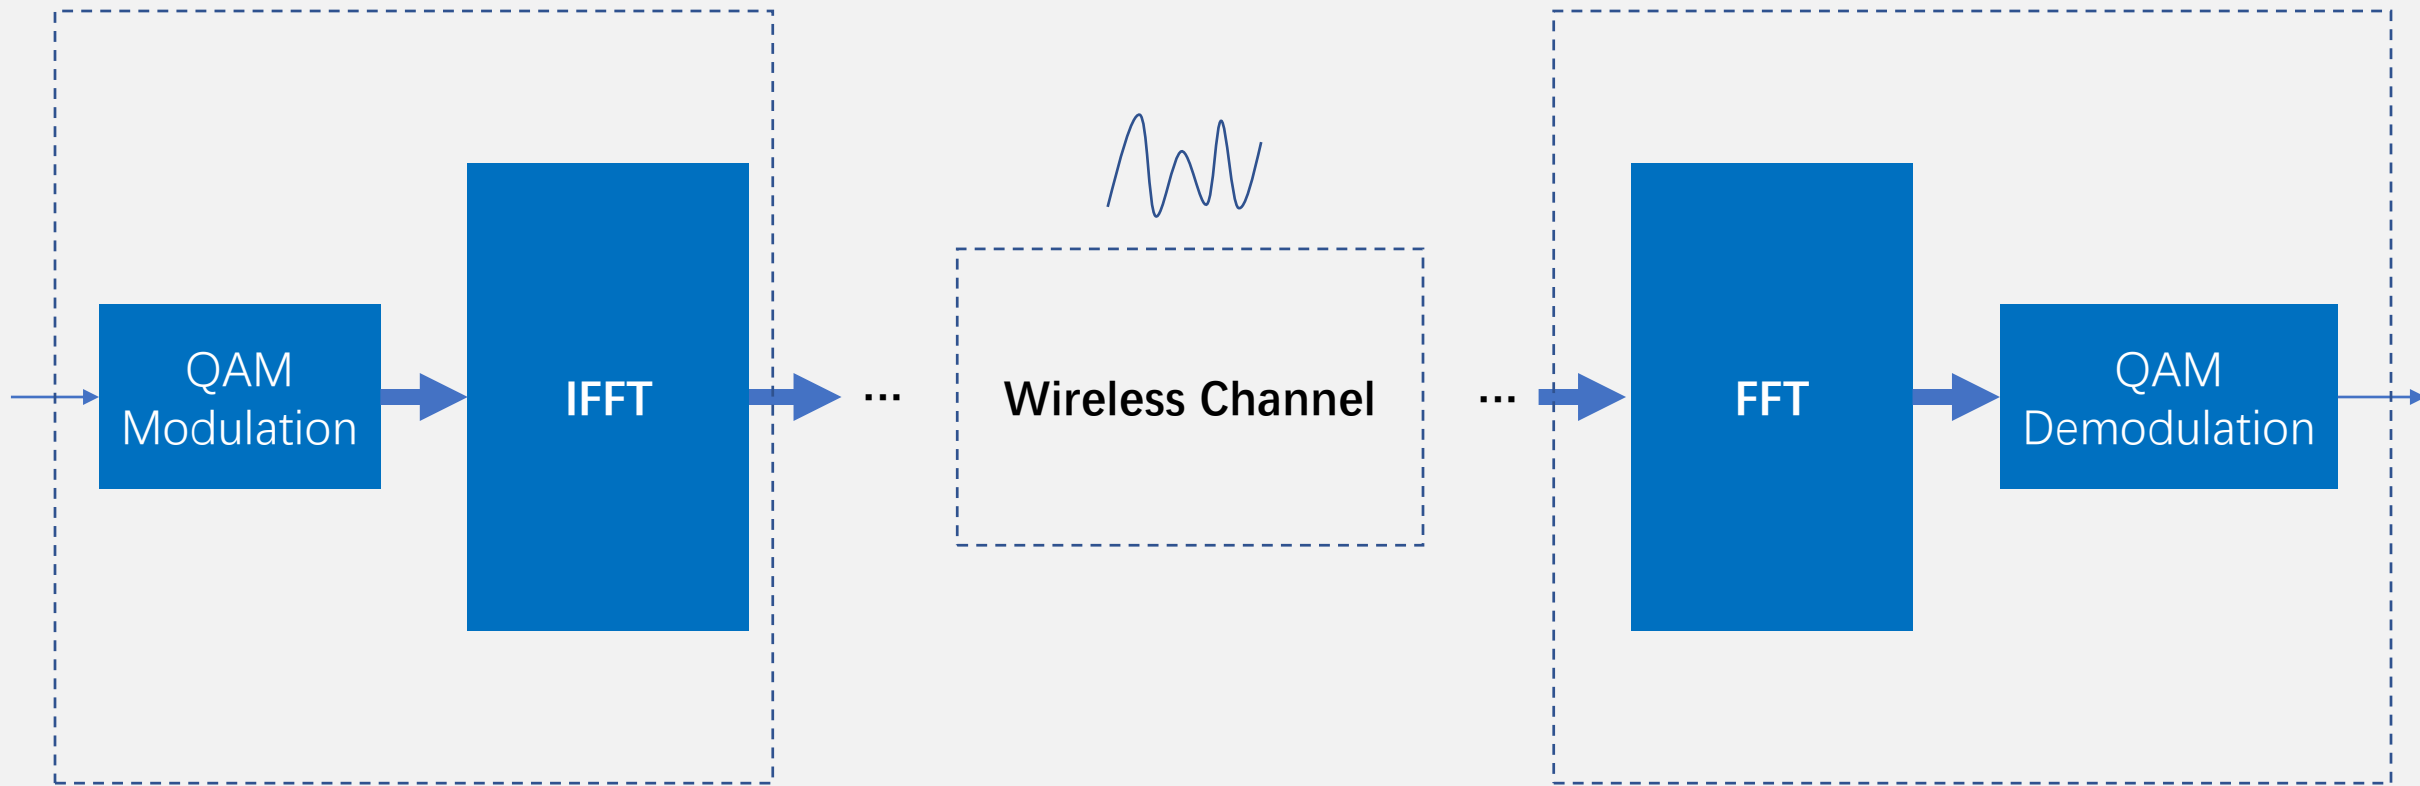 QAM
Modulation
IFFT
...
Wireless Channel
...
FFT
QAM
Demodulation